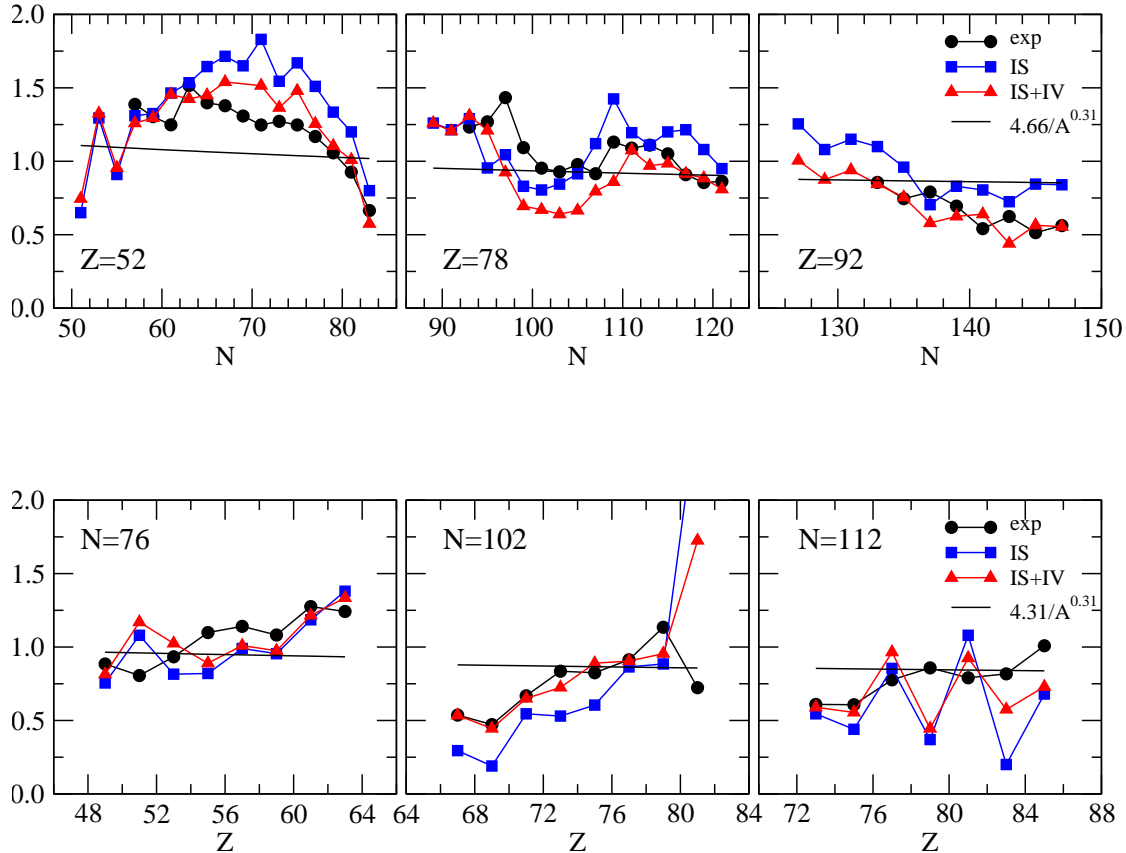 2.0
1.5
1.0
0.5
0.0
Z=52
50 60 70 80
N
Z=78
90 100 110 120
N
exp
IS
IS+IV
4.66/A^0.31
Z=92
130 140 150
N
2.0
1.5
1.0
0.5
0.0
N=76
48 52 56 60 64
Z
N=102
64 68 72 76 80 84
Z
N=112
exp
IS
IS+IV
4.31/A^0.31
72 76 80 84 88
Z